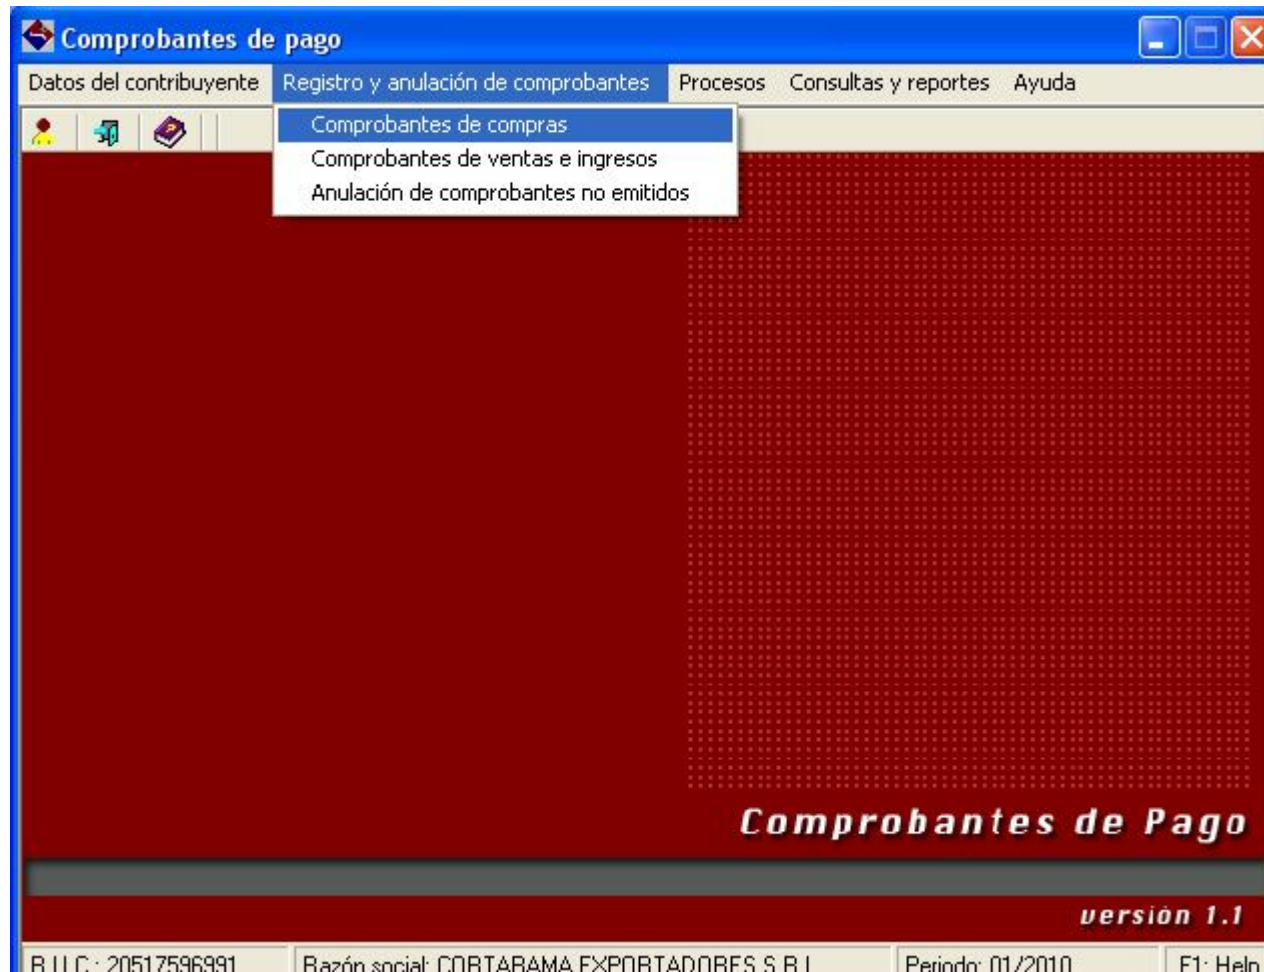 Comprobantes de pago
Datos del contribuyente Registro y anulación de comprobantes Procesos Consultas y reportes Ayuda
Comprobantes de compras
Comprobantes de ventas e ingresos
Anulación de comprobantes no emitidos
Comprobantes de Pago
versión 1.1
R.U.C.: 20517596991 Razón social: CORTARAMA EXPORTADORES S.R.L. Periodo: 01/2010 F1: Help